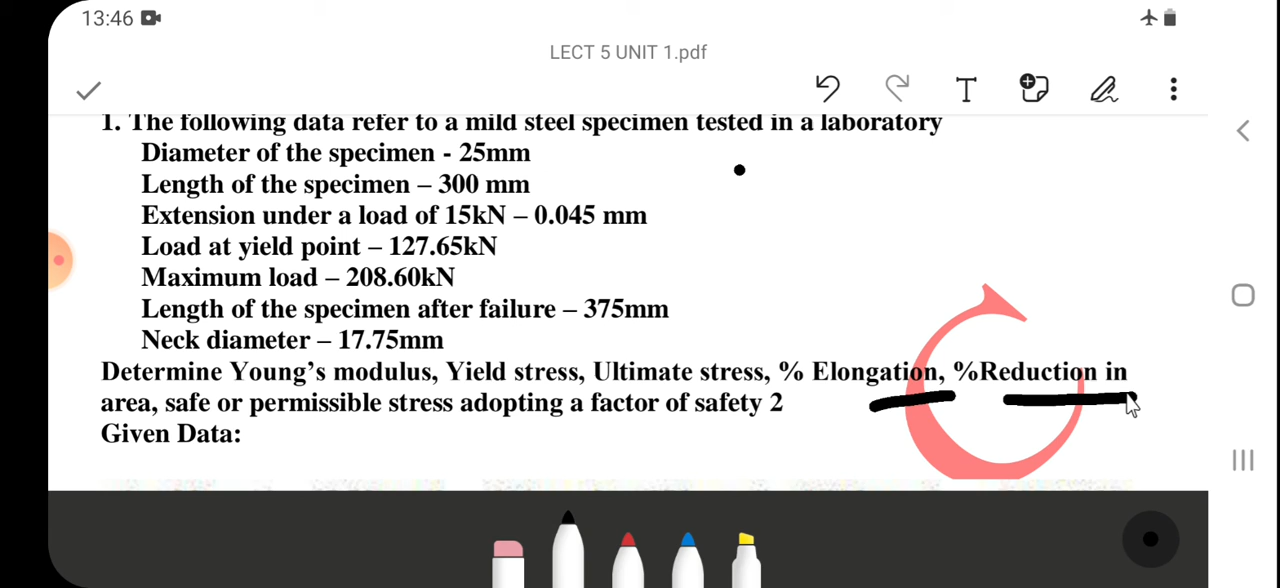 13:46
LECT 5 UNIT 1.pdf
T
1. The following data refer to a mild steel specimen tested in a laboratory
Diameter of the specimen - 25mm
Length of the specimen – 300 mm
Extension under a load of 15kN – 0.045 mm
Load at yield point – 127.65kN
Maximum load – 208.60kN
Length of the specimen after failure – 375mm
Neck diameter – 17.75mm
Determine Young's modulus, Yield stress, Ultimate stress, % Elongation, %Reduction in
area, safe or permissible stress adopting a factor of safety 2
Given Data: